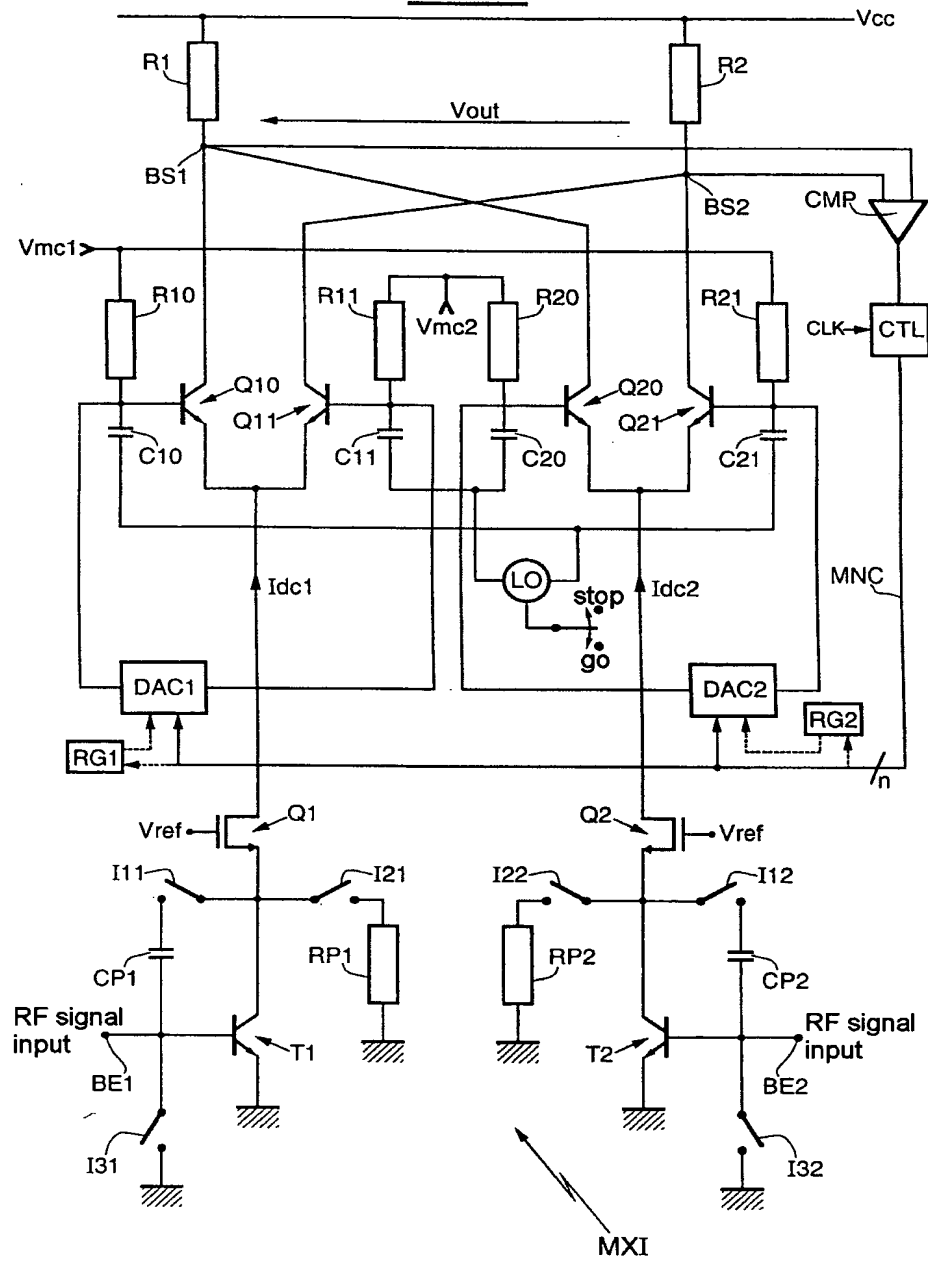 Vcc
R1
R2
Vout
BS1
BS2
CMP
Vmc1
R10
R11
Vmc2
R20
R21
CLK
CTL
Q10
Q11
Q20
Q21
C10
C11
C20
C21
LO
Idc1
Idc2
MNC
stop
go
DAC1
DAC2
RG1
RG2
n
Vref
Q1
Q2
Vref
I11
I21
I22
I12
CP1
RP1
RP2
CP2
RF signal
input
RF signal
input
T1
T2
BE1
BE2
I31
I32
MXI